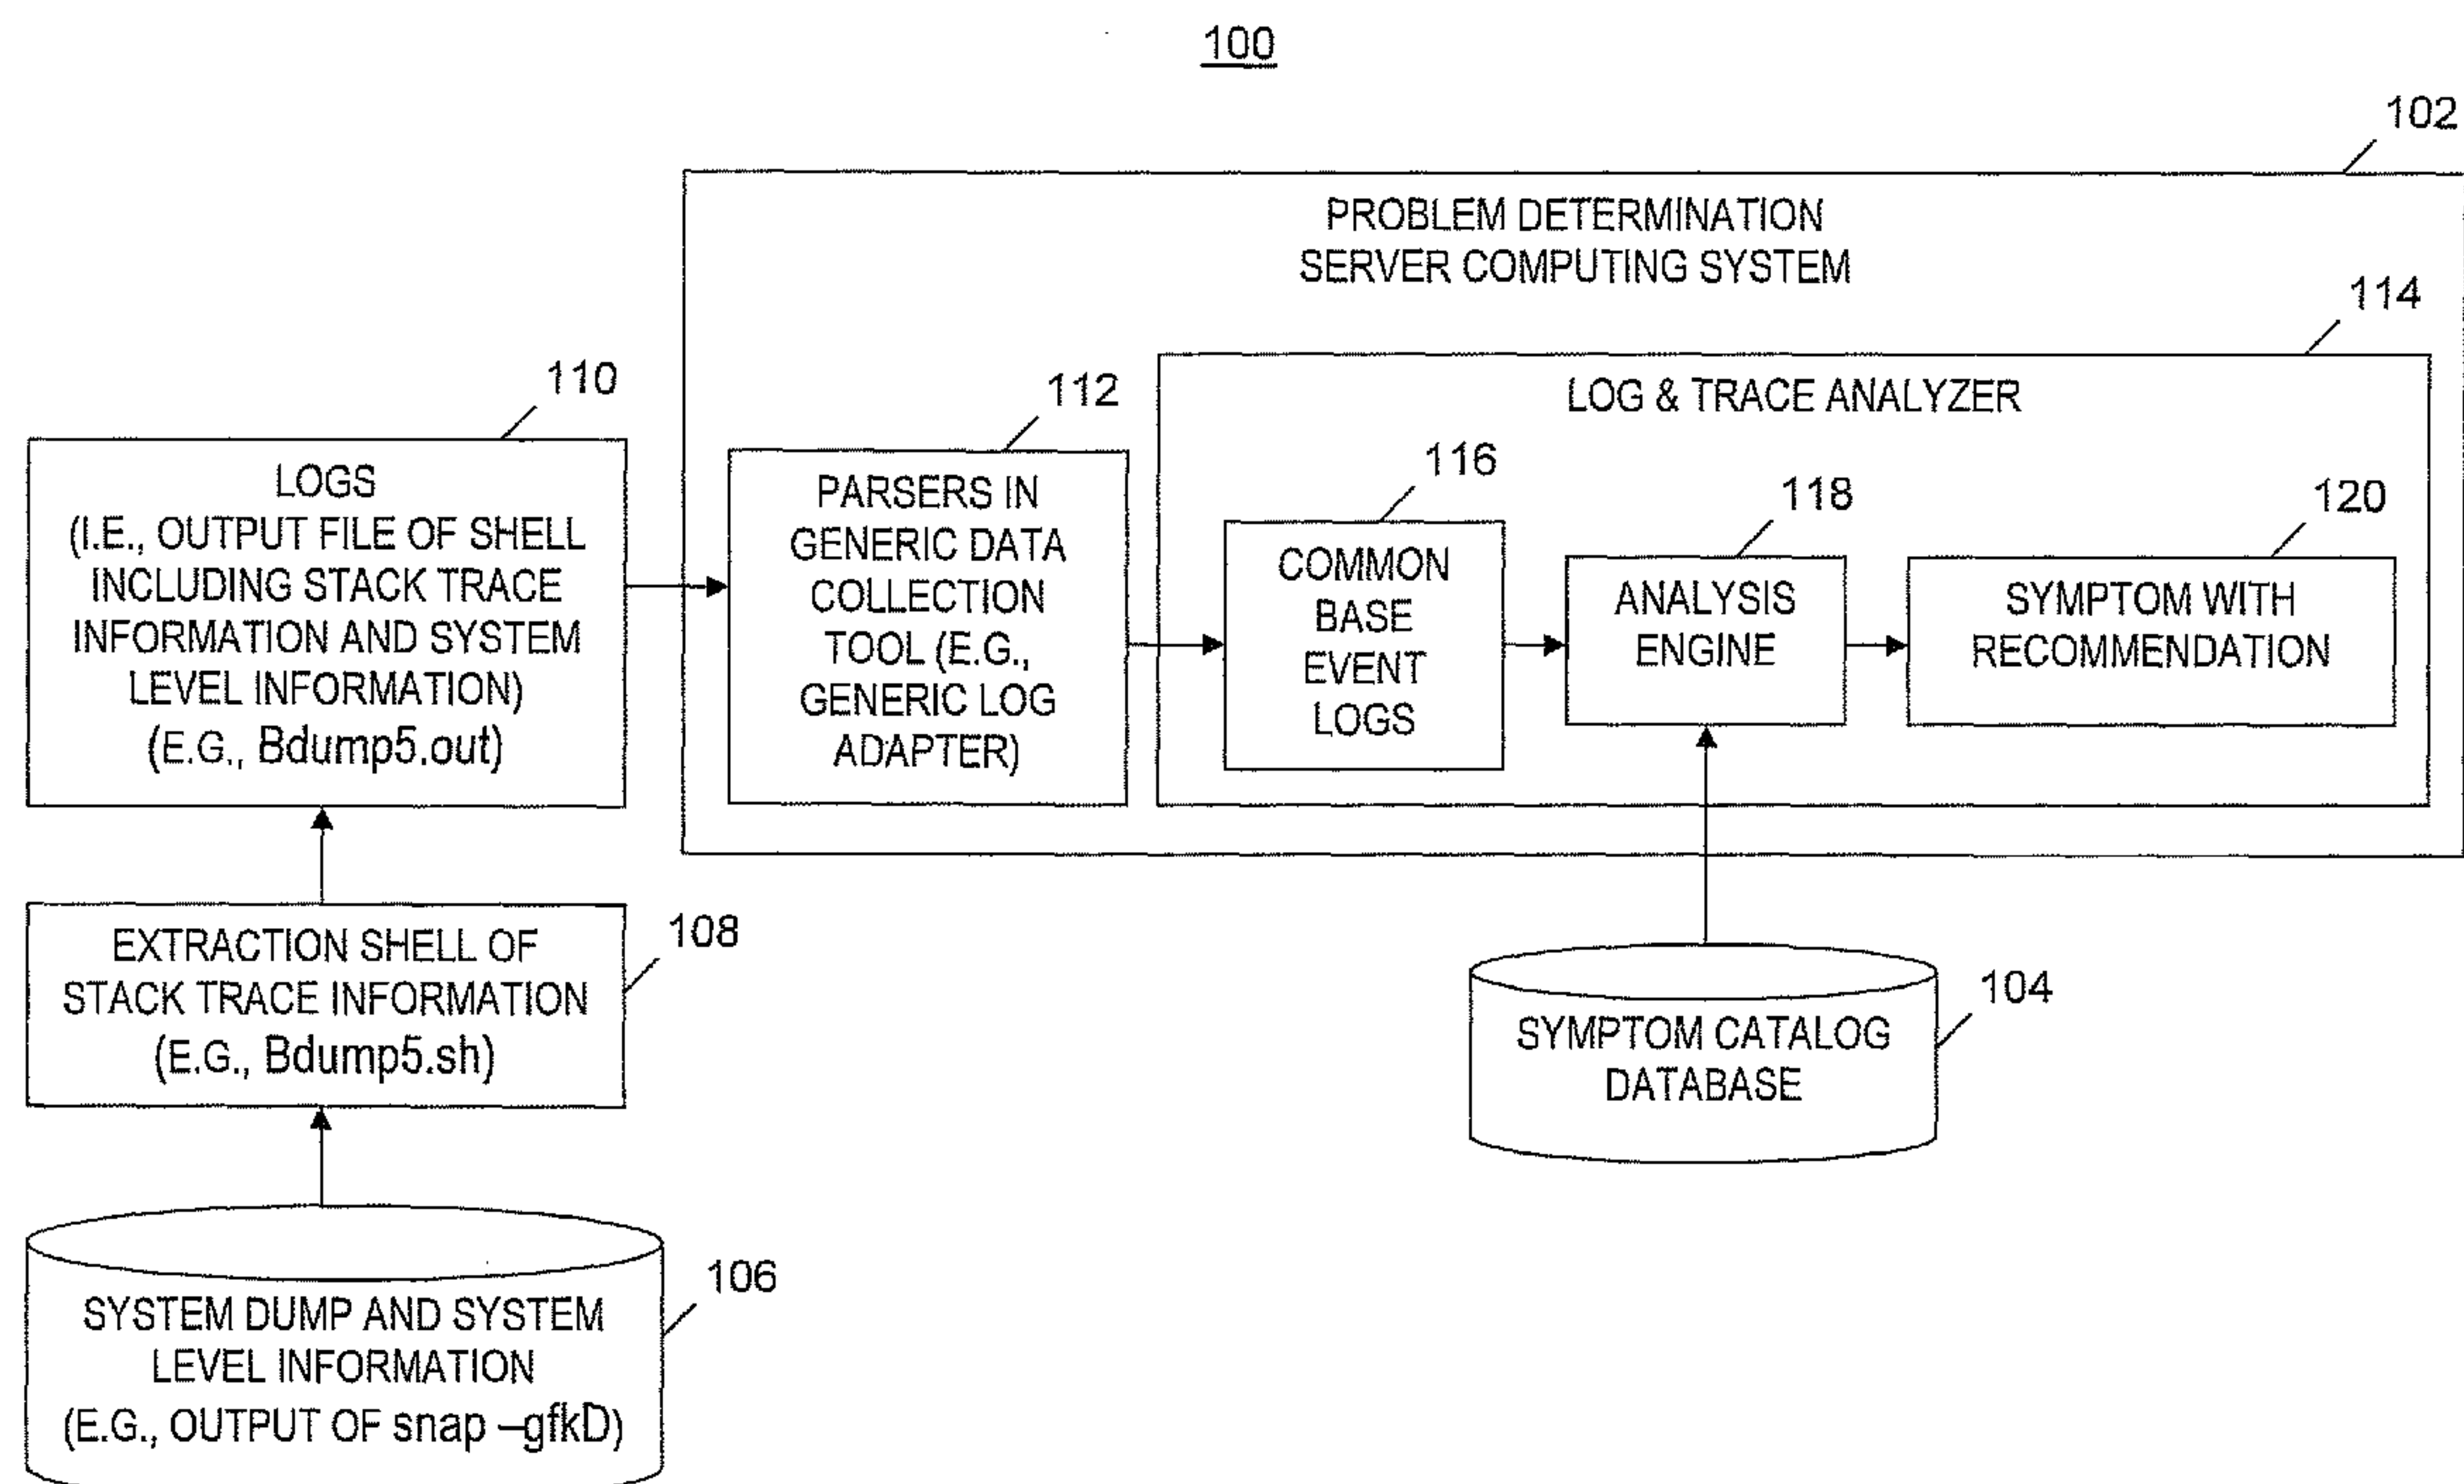 100
102
PROBLEM DETERMINATION
SERVER COMPUTING SYSTEM
114
LOG & TRACE ANALYZER
110
LOGS
(I.E., OUTPUT FILE OF SHELL
INCLUDING STACK TRACE
INFORMATION AND SYSTEM
LEVEL INFORMATION)
(E.G., Bdump5.out)
112
PARSERS IN
GENERIC DATA
COLLECTION
TOOL (E.G.,
GENERIC LOG
ADAPTER)
116
COMMON
BASE
EVENT
LOGS
118
ANALYSIS
ENGINE
120
SYMPTOM WITH
RECOMMENDATION
EXTRACTION SHELL OF
STACK TRACE INFORMATION
(E.G., Bdump5.sh)
108
SYMPTOM CATALOG
DATABASE
104
SYSTEM DUMP AND SYSTEM
LEVEL INFORMATION
(E.G., OUTPUT OF snap –gfkD)
106